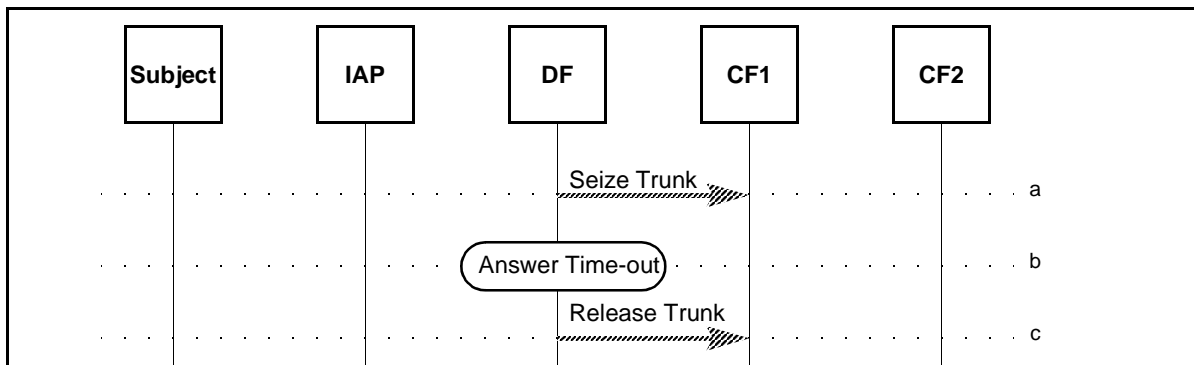 Subject
IAP
DF
CF1
CF2
Seize Trunk
a
Answer Time-out
b
Release Trunk
c